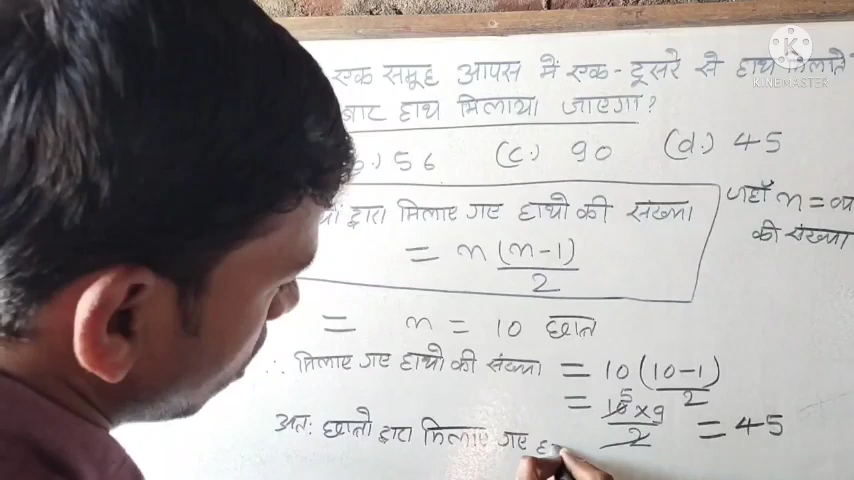 एक समूह आपस में एक-दूसरे से हाथ मिलाते
बार हाथ मिलाया जाएगा?
56 (c.) 90 (d.) 45
द्वारा मिलाए गए हाथो की संख्या
= n (n-1)
2
जहाँ n =
की संख्या
= n = 10 छात्र
∴ मिलाए गए हाथो की संख्या = 10 (10-1)
2
= 10 5 × 9
2
= 45
अतः छात्रो द्वारा मिलाए गए
KINEMASTER